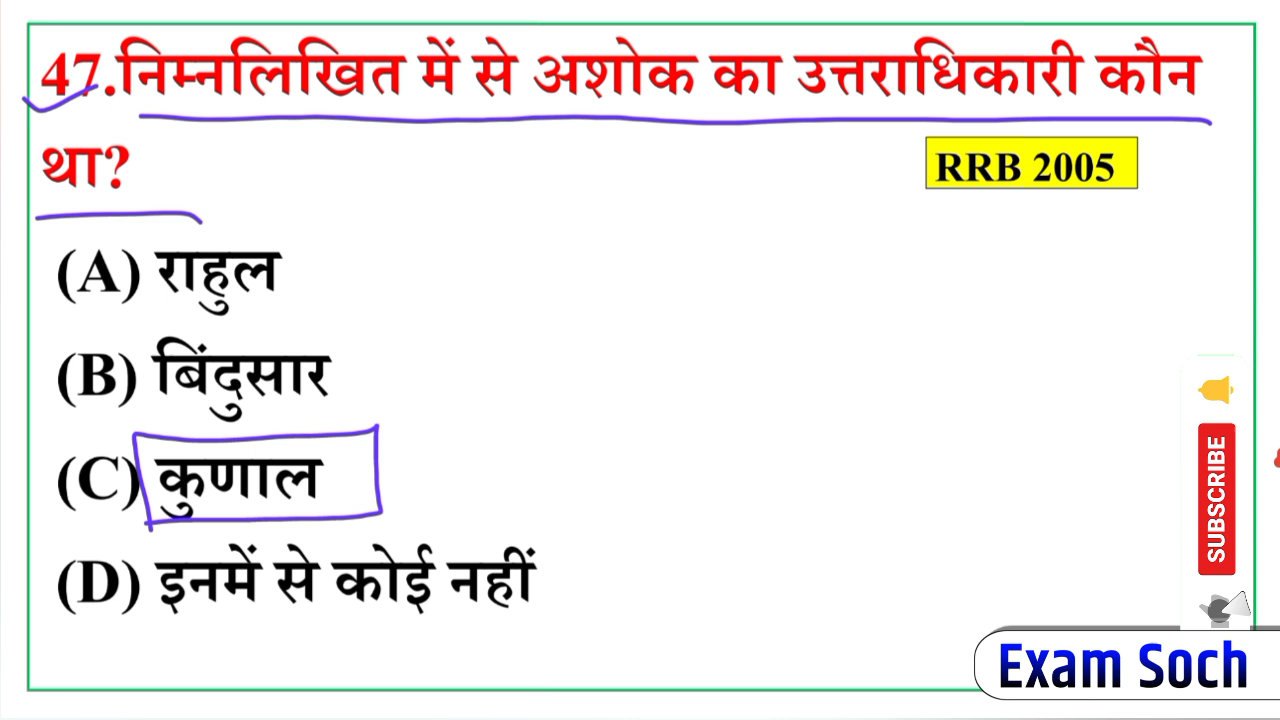 47.निम्नलिखित में से अशोक का उत्तराधिकारी कौन
था?
RRB 2005
(A) राहुल
(B) बिंदुसार
(C) कुणाल
(D) इनमें से कोई नहीं
SUBSCRIBE
Exam Soch